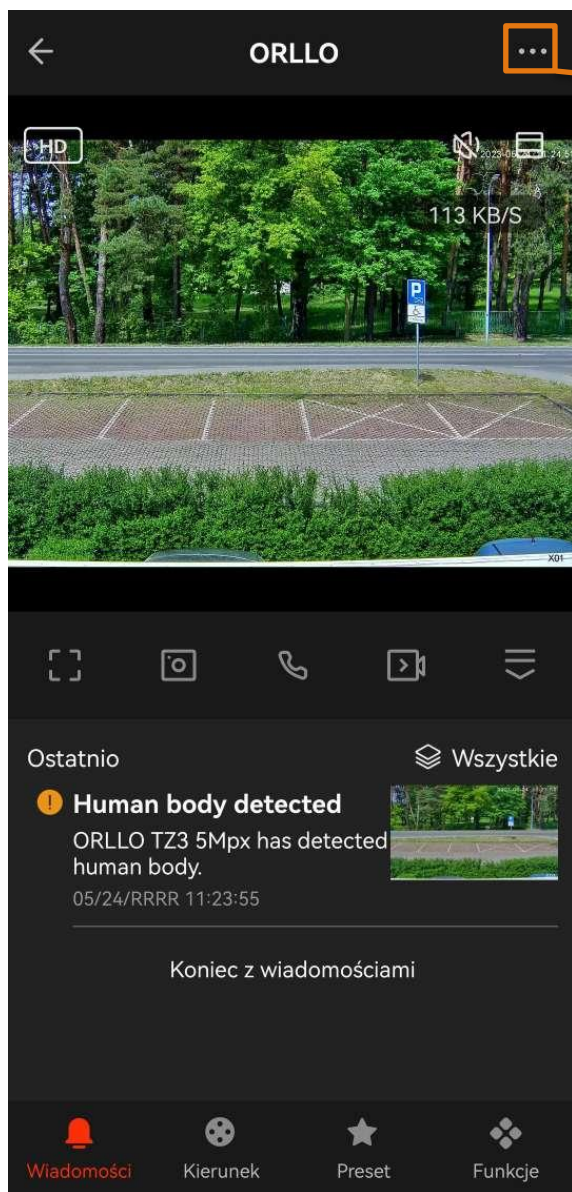 ORLLO
HD
113 KB/S
P
X01
Ostatnio
Wszystkie
Human body detected
ORLLO TZ3 5Mpx has detected
human body.
05/24/RRRR 11:23:55
Koniec z wiadomościami
Wiadomości
Kierunek
Preset
Funkcje